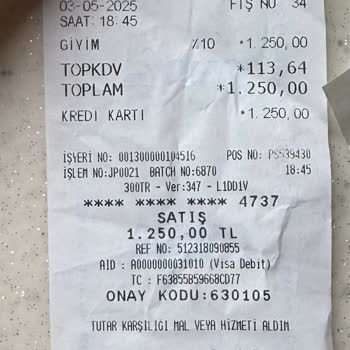 03-05-2025 FİŞ NO 34
SAAT: 18:45
GİYİM %10 *1.250,00
TOPKDV *113,64
TOPLAM *1.250,00
KREDİ KARTI *1.250,00
İŞYERİ NO: 001300000104516 POS NO: PS539430
İŞLEM NO:JP0021 BATCH NO:6870 18:45
300TR - Ver:347 - L1DD1V
**** **** **** 4737
SATIŞ
1.250,00 TL
REF NO: 512318090855
AID : A0000000031010 (Visa Debit)
TC : F63855B59668CD77
ONAY KODU:630105
TUTAR KARŞILIĞI MAL VEYA HİZMETİ ALDIM